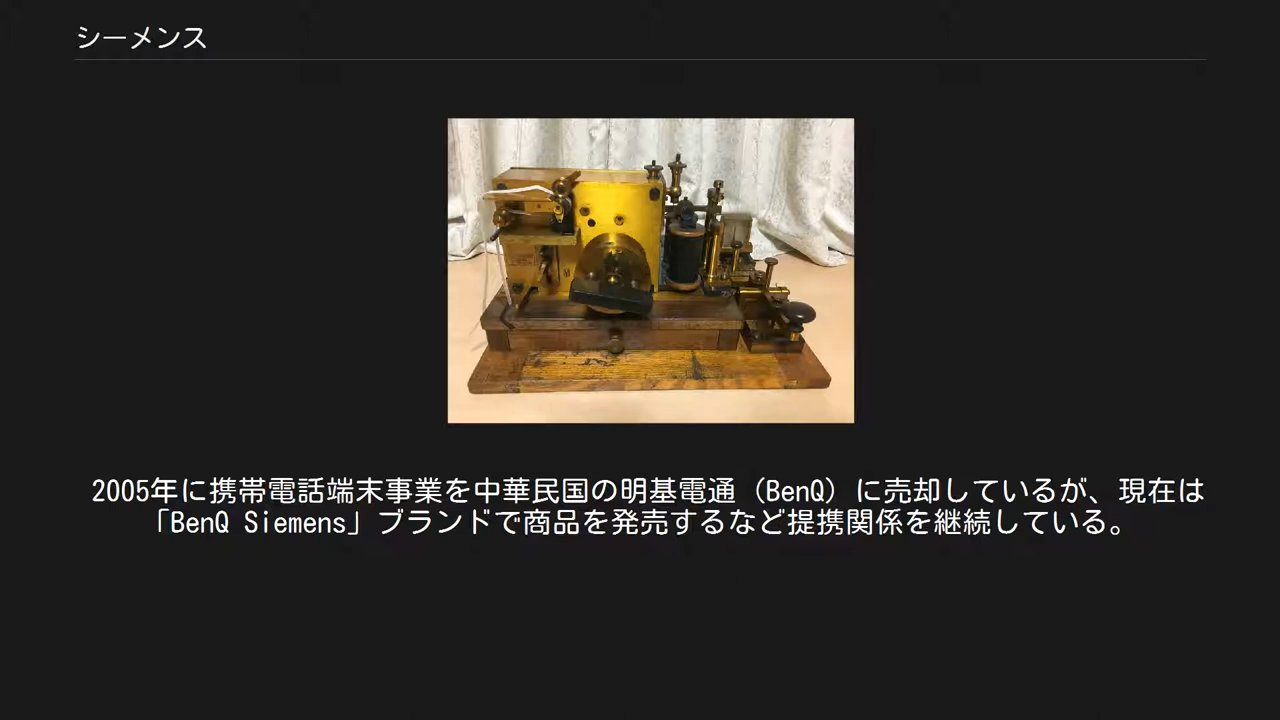 シーメンス
2005年に携帯電話端末事業を中華民国の明基電通（BenQ）に売却しているが、現在は
「BenQ Siemens」ブランドで商品を発売するなど提携関係を継続している。